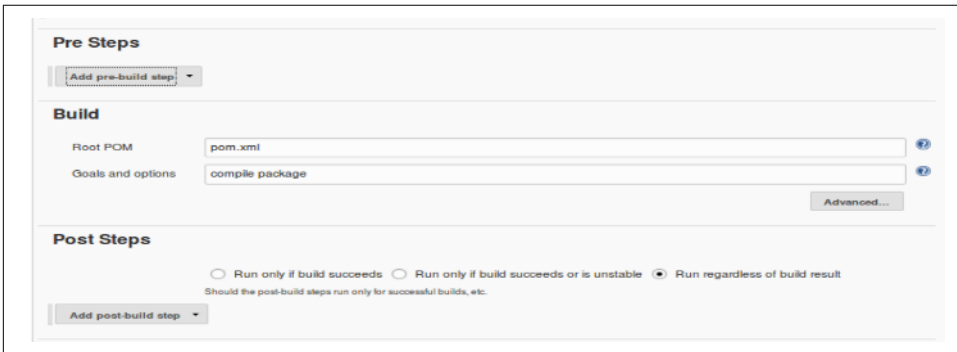 Pre Steps
Add pre-build step
Build
Root POM pom.xml
Goals and options compile package
Advanced...
Post Steps
Run only if build succeeds Run only if build succeeds or is unstable Run regardless of build result
Should the post-build steps run only for successful builds, etc.
Add post-build step